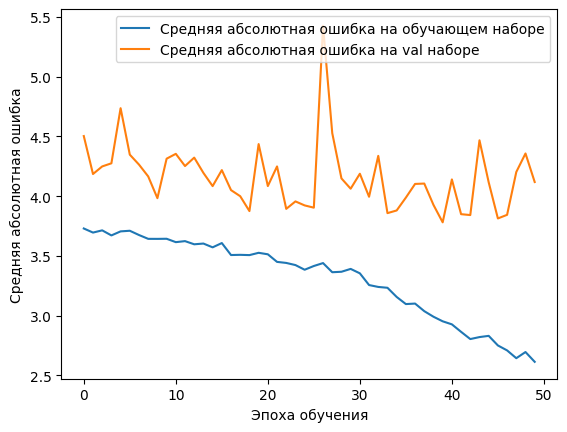 Средняя абсолютная ошибка на обучающем наборе
Средняя абсолютная ошибка на val наборе
Средняя абсолютная ошибка
5.5
5.0
4.5
4.0
3.5
3.0
2.5
0 10 20 30 40 50
Эпоха обучения